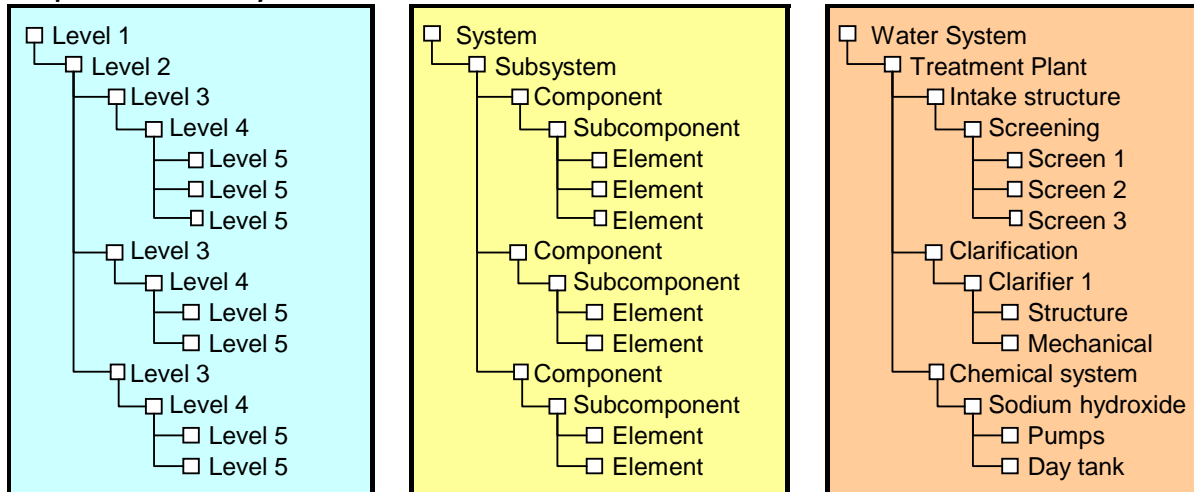 Level 1
Level 2
Level 3
Level 4
Level 5
Level 5
Level 5
Level 3
Level 4
Level 5
Level 5
Level 3
Level 4
Level 5
Level 5
System
Subsystem
Component
Subcomponent
Element
Element
Element
Component
Subcomponent
Element
Element
Component
Subcomponent
Element
Element
Water System
Treatment Plant
Intake structure
Screening
Screen 1
Screen 2
Screen 3
Clarification
Clarifier 1
Structure
Mechanical
Chemical system
Sodium hydroxide
Pumps
Day tank